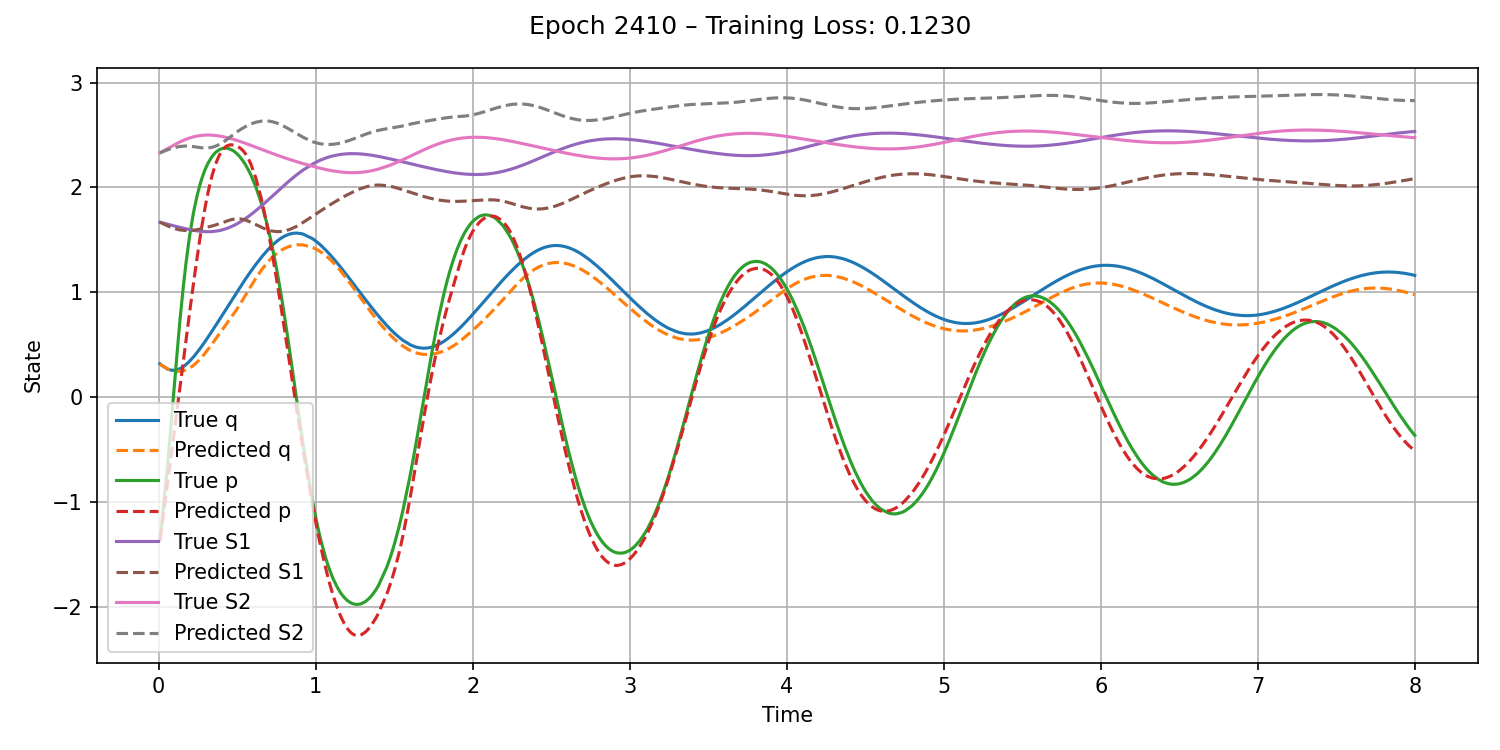 Epoch 2410 – Training Loss: 0.1230
3
2
1
0
−1
−2
State
True q
Predicted q
True p
Predicted p
True S1
Predicted S1
True S2
Predicted S2
0 1 2 3 4 5 6 7 8
Time